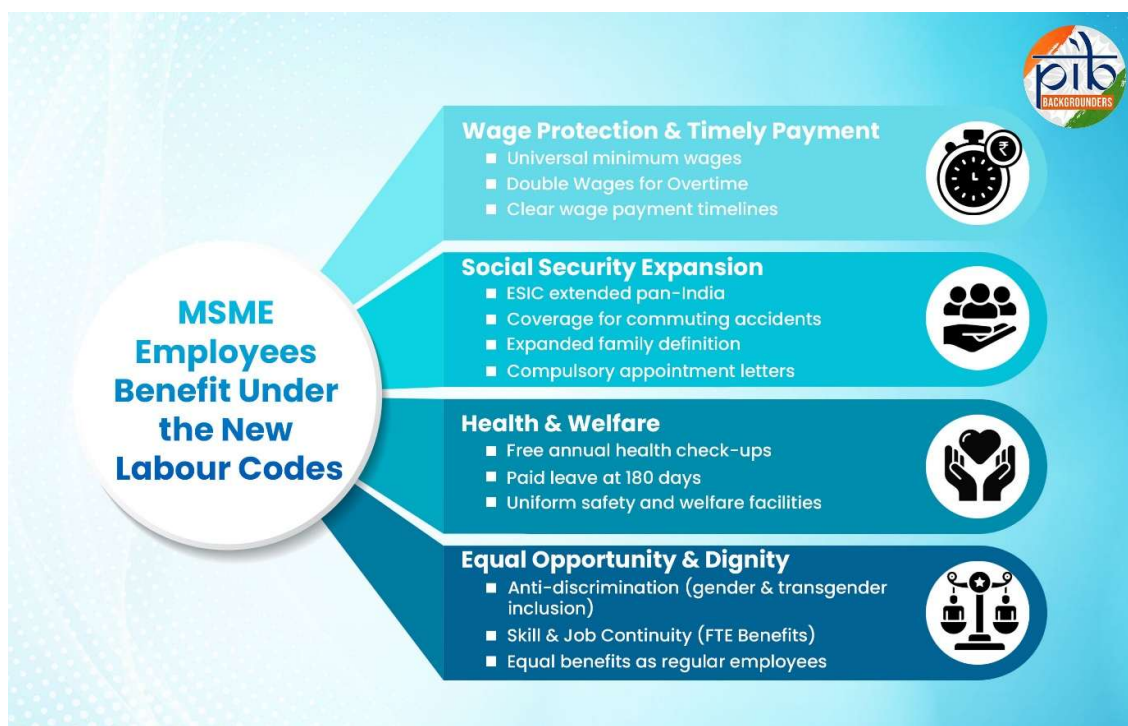 pib
BACKGROUNDERS
MSME
Employees
Benefit Under
the New
Labour Codes
Wage Protection & Timely Payment
Universal minimum wages
Double Wages for Overtime
Clear wage payment timelines
₹
Social Security Expansion
ESIC extended pan-India
Coverage for commuting accidents
Expanded family definition
Compulsory appointment letters
Health & Welfare
Free annual health check-ups
Paid leave at 180 days
Uniform safety and welfare facilities
Equal Opportunity & Dignity
Anti-discrimination (gender & transgender
inclusion)
Skill & Job Continuity (FTE Benefits)
Equal benefits as regular employees